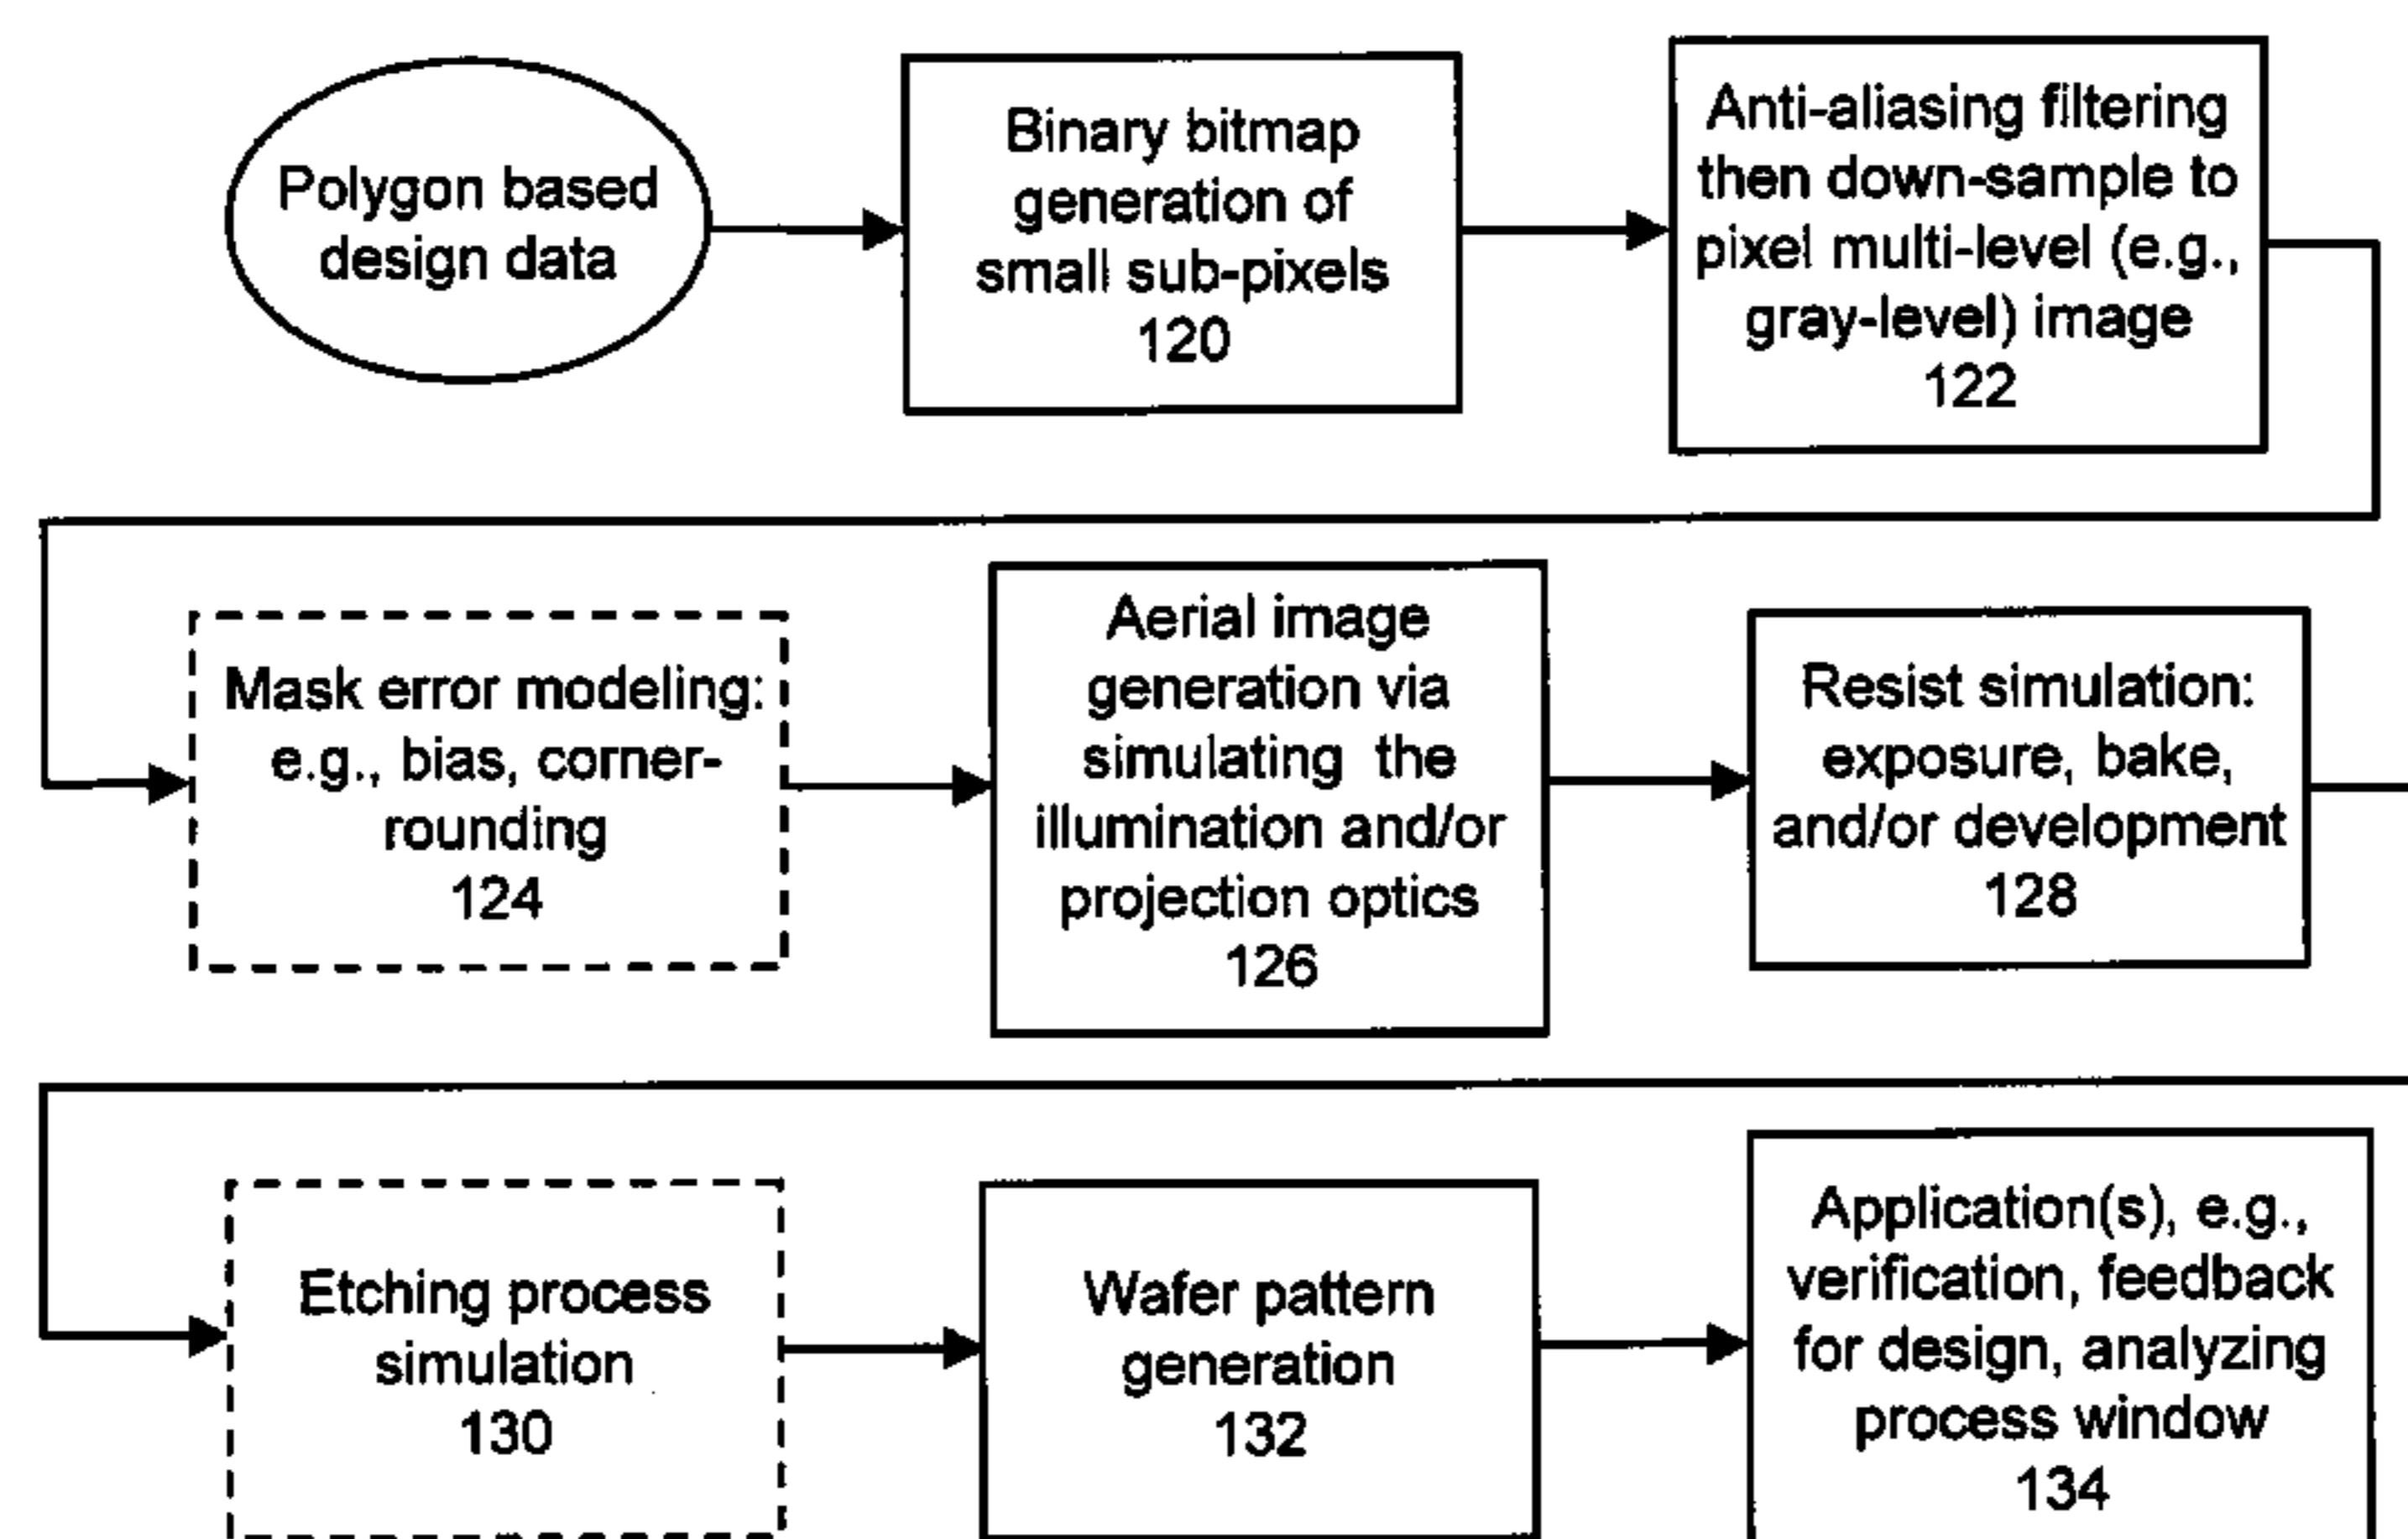 Polygon based
design data
Binary bitmap
generation of
small sub-pixels
120
Anti-aliasing filtering
then down-sample to
pixel multi-level (e.g.,
gray-level) image
122
Mask error modeling:
e.g., bias, corner-
rounding
124
Aerial image
generation via
simulating the
illumination and/or
projection optics
126
Resist simulation:
exposure, bake,
and/or development
128
Etching process
simulation
130
Wafer pattern
generation
132
Application(s), e.g.,
verification, feedback
for design, analyzing
process window
134